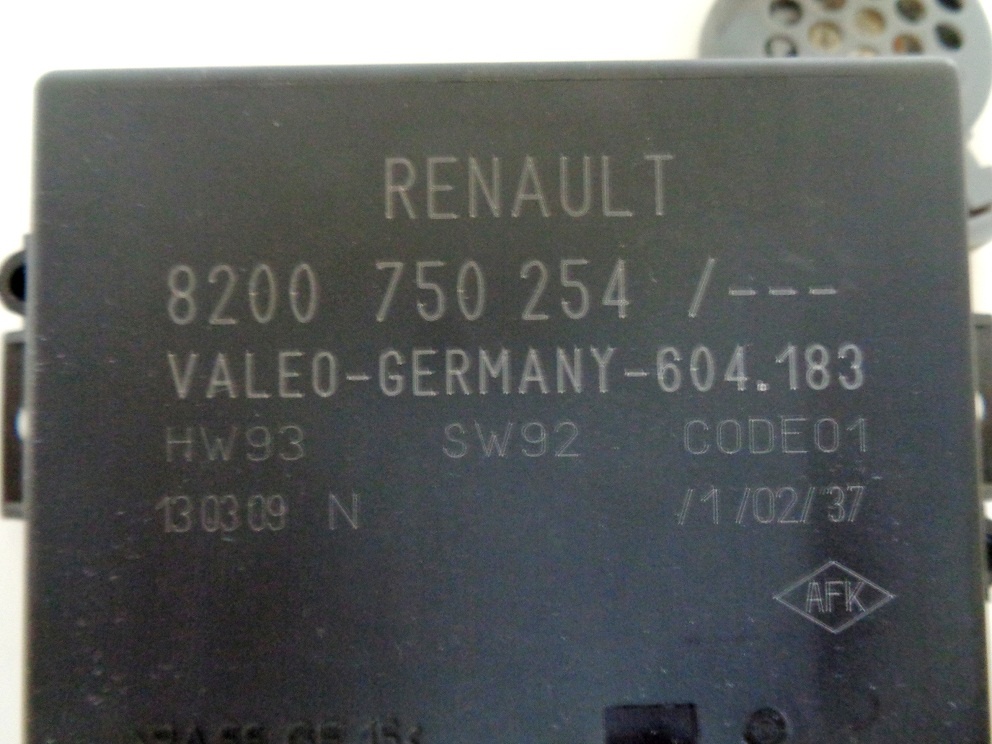 RENAULT
8200 750 254 /---
VALEO-GERMANY-604.183
HW93 SW92 CODE01
130309 N /1/02/37
AFK